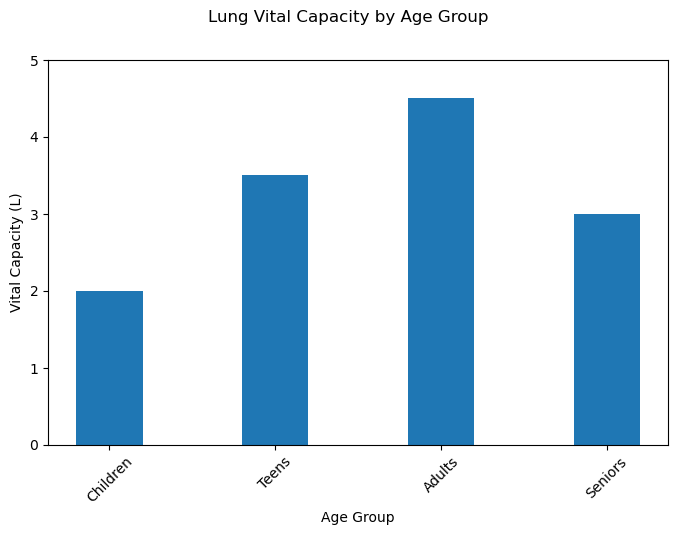 Lung Vital Capacity by Age Group
5
4
3
2
1
0
Vital Capacity (L)
Children
Teens
Adults
Seniors
Age Group